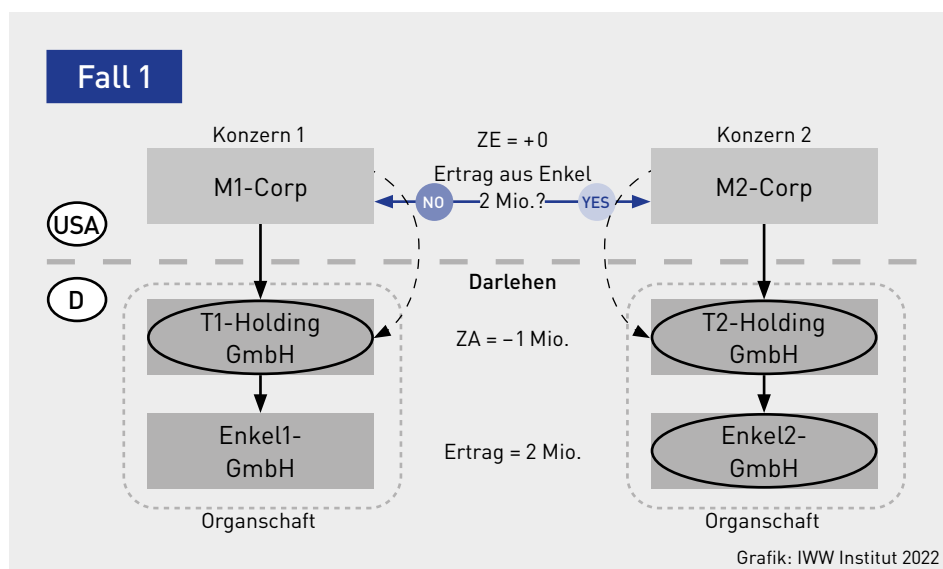 Fall 1
Konzern 1
ZE = +0
Konzern 2
M1-Corp
Ertrag aus Enkel
M2-Corp
NO
2 Mio.?
YES
USA
D
Darlehen
T1-Holding
GmbH
ZA = –1 Mio.
T2-Holding
GmbH
Enkel1-
GmbH
Ertrag = 2 Mio.
Enkel2-
GmbH
Organschaft
Organschaft
Grafik: IWW Institut 2022